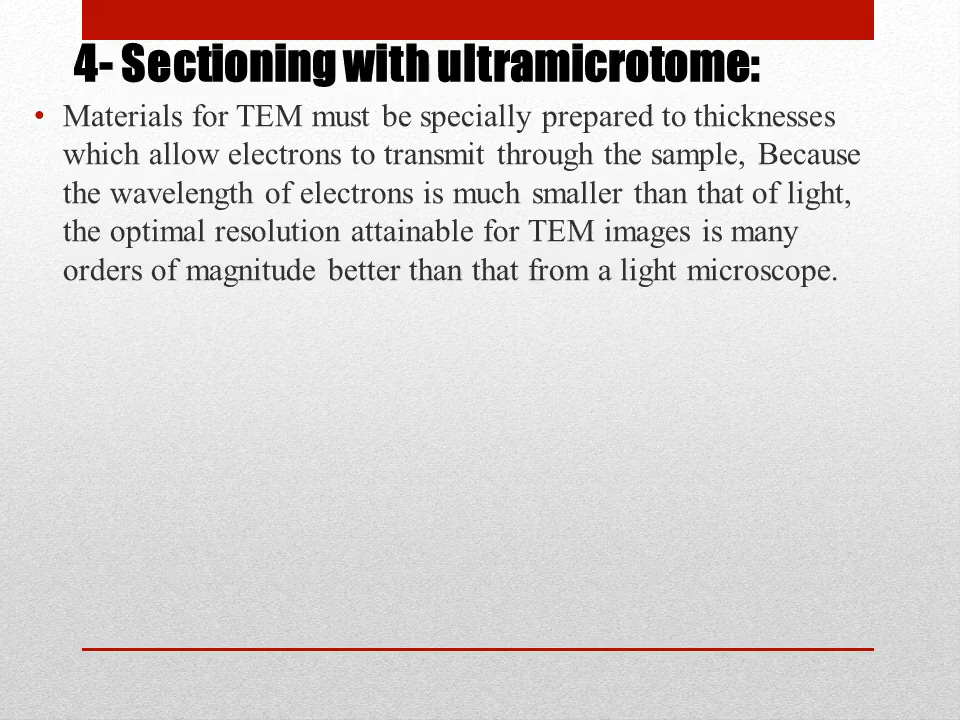 4- Sectioning with ultramicrotome:
• Materials for TEM must be specially prepared to thicknesses
which allow electrons to transmit through the sample, Because
the wavelength of electrons is much smaller than that of light,
the optimal resolution attainable for TEM images is many
orders of magnitude better than that from a light microscope.